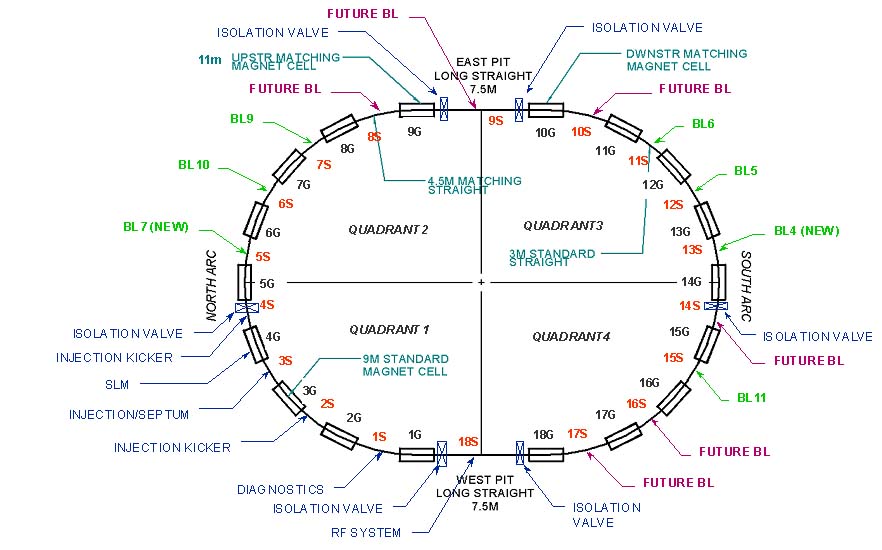 FUTURE BL
ISOLATION VALVE
ISOLATION VALVE
11m
UPSTR MATCHING
MAGNET CELL
EAST PIT
LONG STRAIGHT
7.5M
DWNSTR MATCHING
MAGNET CELL
FUTURE BL
FUTURE BL
BL9
8G
8S
9G
9S
10G
10S
11G
BL6
BL10
7S
7G
11S
12G
BL5
6S
4.5M MATCHING
STRAIGHT
12S
BL7 (NEW)
6G
QUADRANT 2
QUADRANT3
13G
BL4 (NEW)
5S
3M STANDARD
STRAIGHT
13S
NORTH ARC
5G
+
14G
SOUTH ARC
4S
14S
ISOLATION VALVE
4G
QUADRANT 1
QUADRANT4
15G
ISOLATION VALVE
INJECTION KICKER
3S
9M STANDARD
MAGNET CELL
15S
FUTURE BL
SLM
3G
16G
BL11
INJECTION/SEPTUM
2S
2G
17G
16S
INJECTION KICKER
1S
1G
18S
18G
17S
FUTURE BL
DIAGNOSTICS
WEST PIT
LONG STRAIGHT
7.5M
FUTURE BL
ISOLATION VALVE
ISOLATION
VALVE
RF SYSTEM